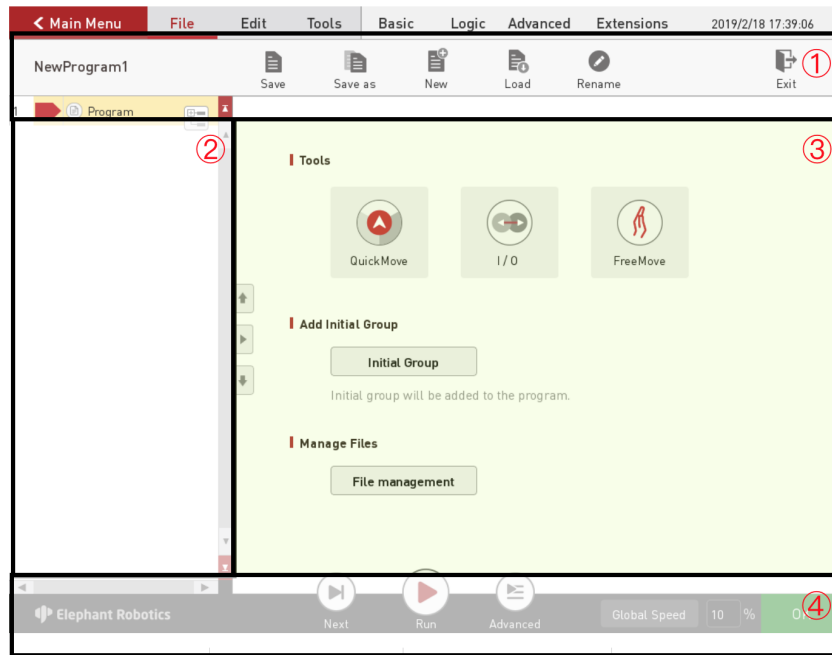 Main Menu File Edit Tools Basic Logic Advanced Extensions 2019/2/18 17:39:06
NewProgram1
Save Save as New Load Rename Exit
①
1 Program
②
③
Tools
QuickMove I/O FreeMove
Add Initial Group
Initial Group
Initial group will be added to the program.
Manage Files
File management
Elephant Robotics Next Run Advanced Global Speed 10 %
④